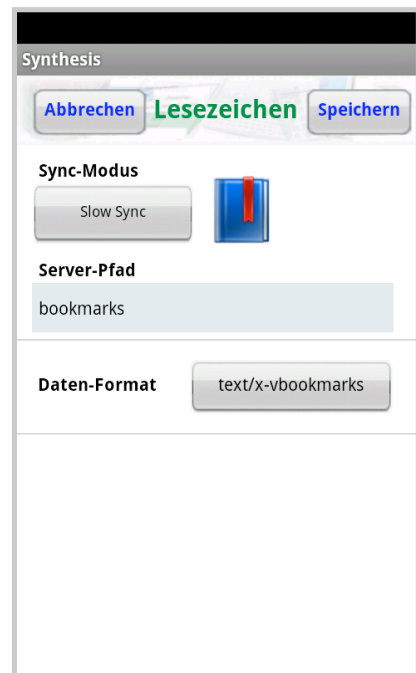 Synthesis
Abbrechen Lesezeichen Speichern
Sync-Modus
Slow Sync
Server-Pfad
bookmarks
Daten-Format text/x-vbookmarks